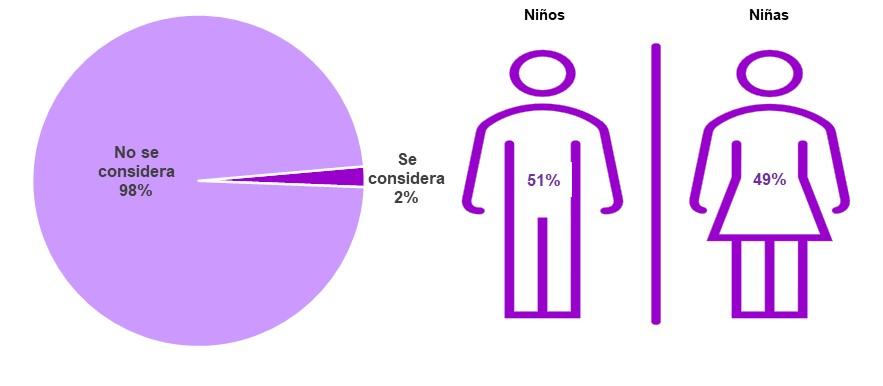 No se
considera
98%
Se
considera
2%
Niños
51%
Niñas
49%